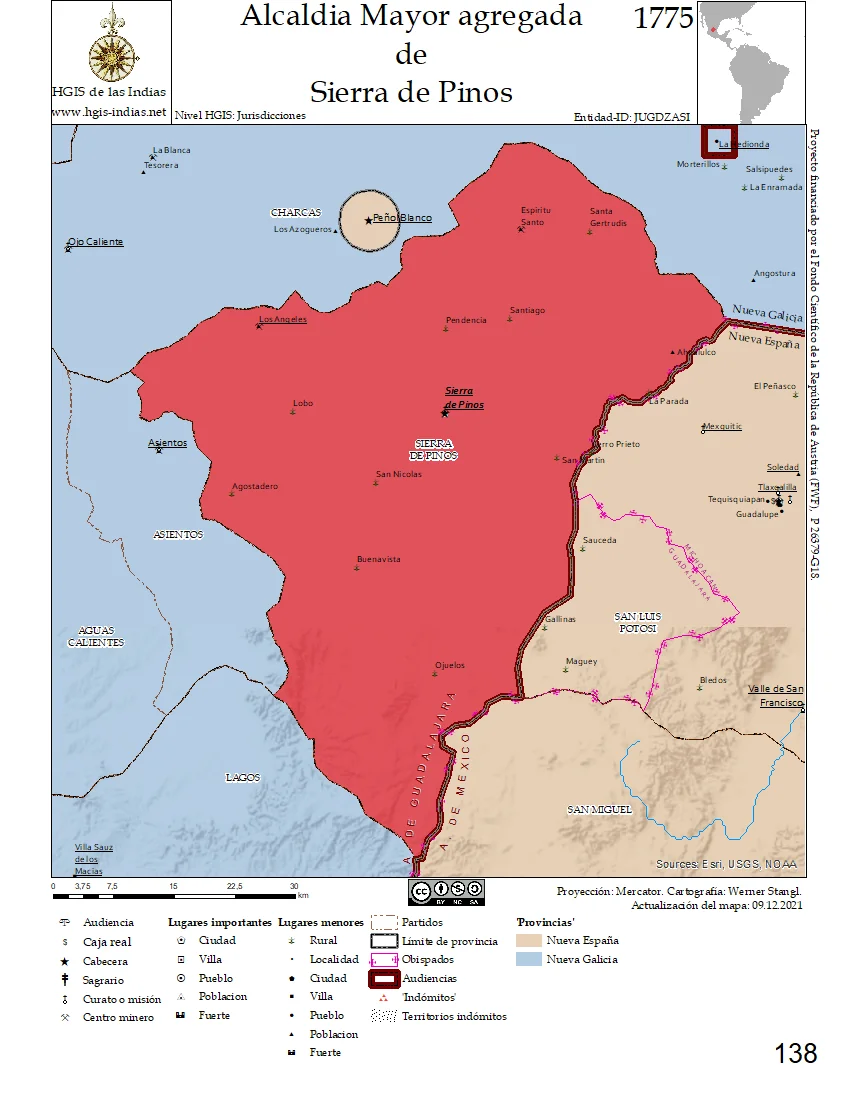 Alcaldia Mayor agregada
de
Sierra de Pinos
1775
HGIS de las Indias
www.hgis-indias.net
Nivel HGIS: Jurisdicciones
Entidad-ID: JUGDZASI
La Blanca
Tesorera
CHARCAS
Peñol Blanco
Los Azogueros
Ojo Caliente
Espiritu
Santo
Santa
Gertrudis
La Hedionda
Morterillos
Salsipuedes
La Enramada
Angostura
Nueva Galicia
Nueva España
Los Angeles
Pendencia
Santiago
Ahualulco
El Peñasco
Lobo
Sierra
de Pinos
La Parada
Mexquitic
Asientos
SIERRA
DE PINOS
Cerro Prieto
San Martin
San Nicolas
Agostadero
Soledad
Tlaxcalilla
Tequisquiapan
Guadalupe
ASIENTOS
Sauceda
Buenavista
MICHOACAN
GUADALAJARA
AGUAS
CALIENTES
SAN LUIS
POTOSI
Gallinas
Ojuelos
Maguey
Bledos
Valle de San
Francisco
A. DE GUADALAJARA
A. DE MEXICO
LAGOS
SAN MIGUEL
Villa Sauz
de los
Macias
Sources: Esri, USGS, NOAA
Proyecto financiado por el Fondo Científico de la República de Austria (FWF), P 26379-G18.
0 3,75 7,5 15 22,5 30
km
CC
BY NC SA
Proyección: Mercator. Cartografía: Werner Stangl.
Actualización del mapa: 09.12.2021
Audiencia
Caja real
Cabecera
Sagrario
Curato o misión
Centro minero
Lugares importantes
Ciudad
Villa
Pueblo
Poblacion
Fuerte
Lugares menores
Rural
Localidad
Ciudad
Villa
Pueblo
Poblacion
Fuerte
Partidos
Límite de provincia
Obispados
Audiencias
'Indómitos'
Territorios indómitos
'Provincias'
Nueva España
Nueva Galicia
138